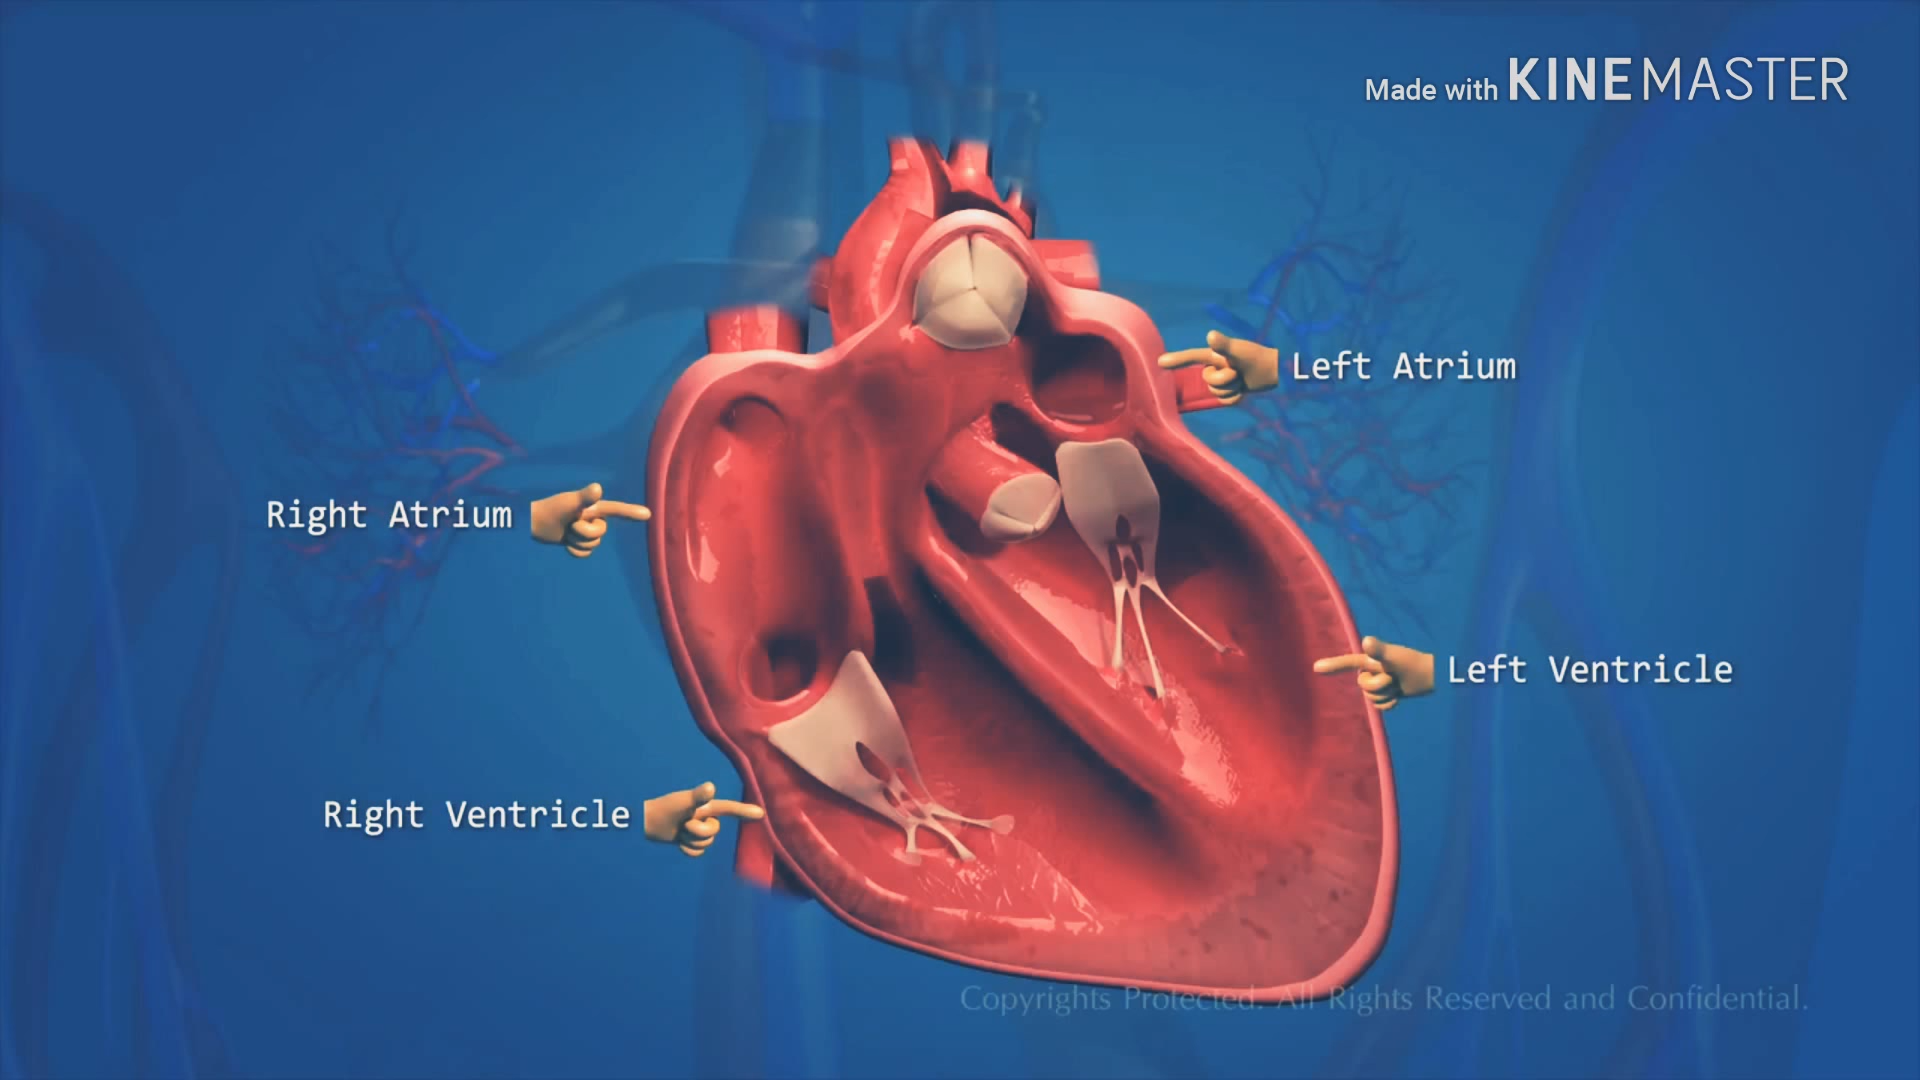 Made with KINEMASTER
Left Atrium
Right Atrium
Left Ventricle
Right Ventricle
Copyrights Protected. All Rights Reserved and Confidential.